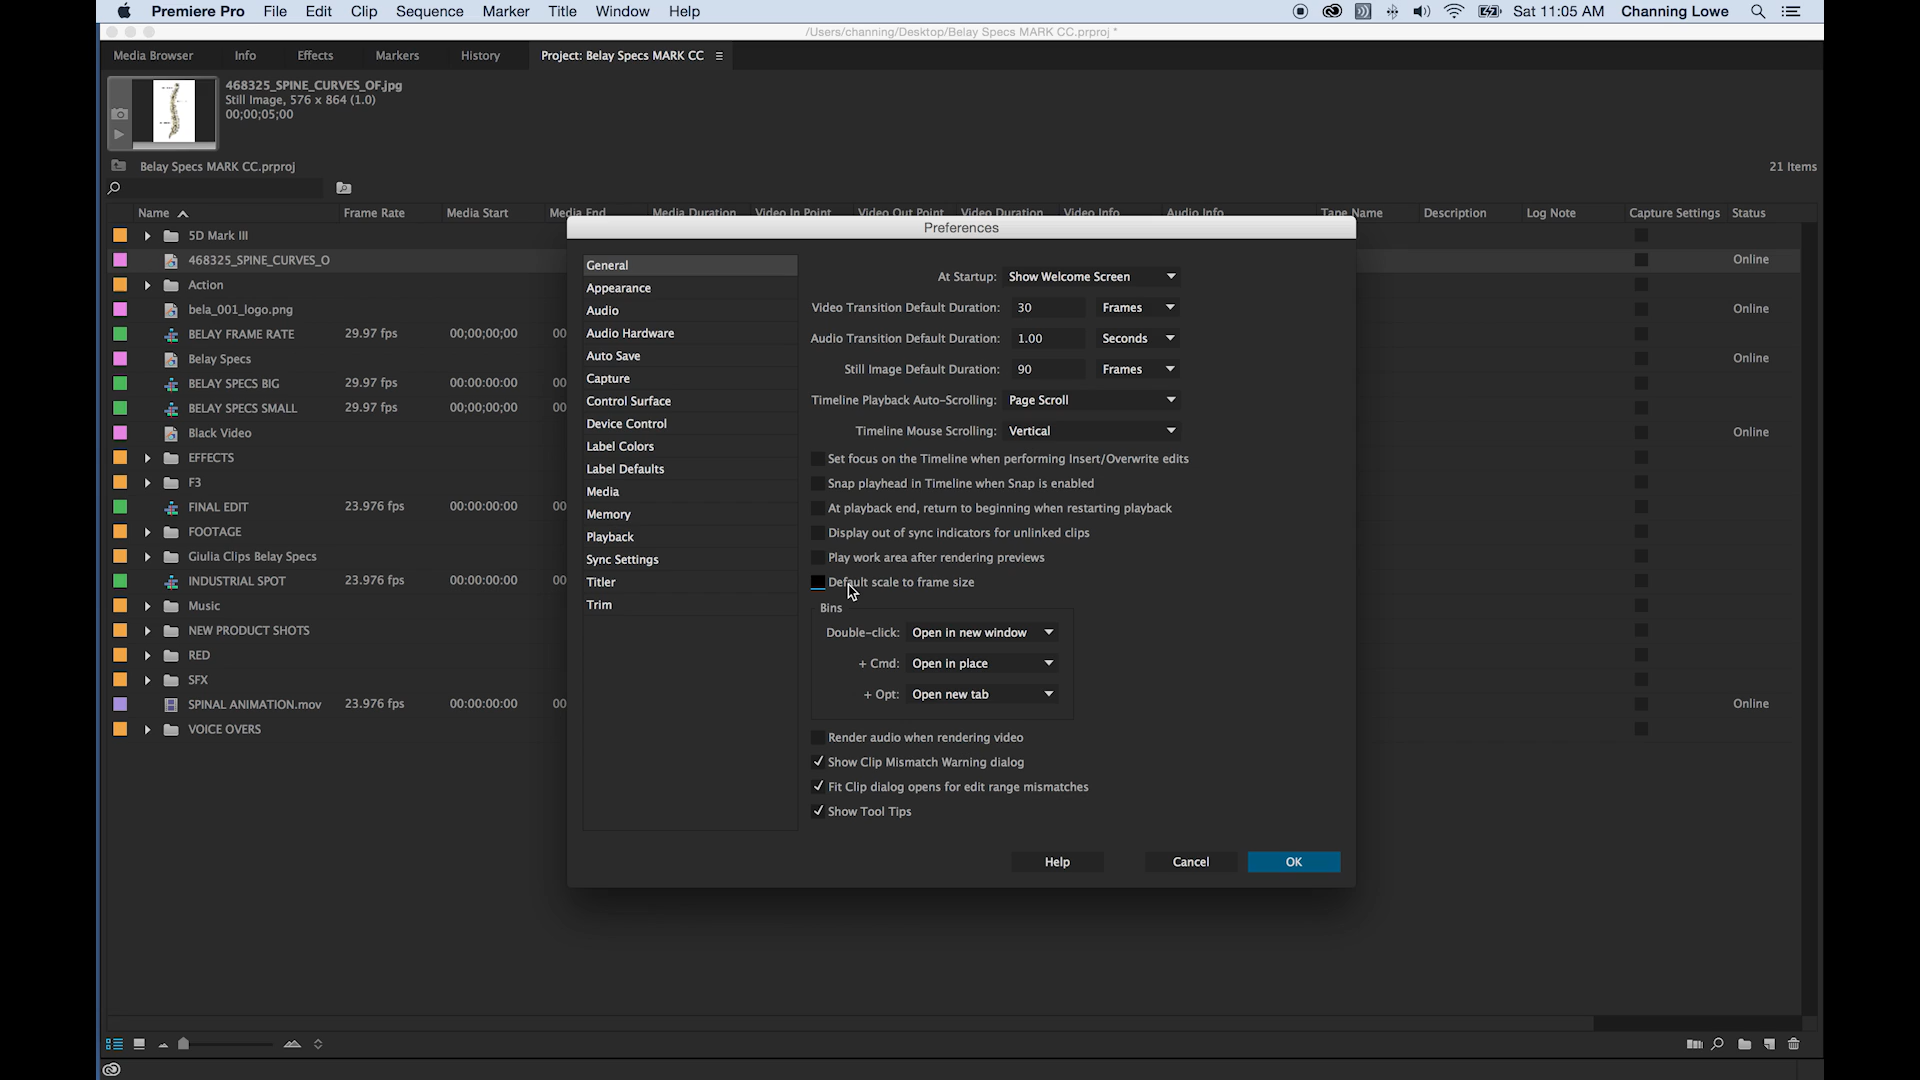 Premiere Pro File Edit Clip Sequence Marker Title Window Help Sat 11:05 AM Channing Lowe
/Users/channing/Desktop/Belay Specs MARK CC.prproj *
Media Browser Info Effects Markers History Project: Belay Specs MARK CC
468325_SPINE_CURVES_OF.jpg
Still Image, 576 x 864 (1.0)
00;00;05;00
Belay Specs MARK CC.prproj 21 Items
Name Frame Rate Media Start Media End Media Duration Video In Point Video Out Point Video Duration Video Info Audio Info Tape Name Description Log Note Capture Settings Status
5D Mark III
468325_SPINE_CURVES_O Online
Action
bela_001_logo.png Online
BELAY FRAME RATE 29.97 fps 00;00;00;00 00
Belay Specs Online
BELAY SPECS BIG 29.97 fps 00:00:00:00 00
BELAY SPECS SMALL 29.97 fps 00;00;00;00 00
Black Video Online
EFFECTS
F3
FINAL EDIT 23.976 fps 00:00:00:00 00
FOOTAGE
Giulia Clips Belay Specs
INDUSTRIAL SPOT 23.976 fps 00:00:00:00 00
Music
NEW PRODUCT SHOTS
RED
SFX
SPINAL ANIMATION.mov 23.976 fps 00:00:00:00 00 Online
VOICE OVERS
Preferences
General
Appearance
Audio
Audio Hardware
Auto Save
Capture
Control Surface
Device Control
Label Colors
Label Defaults
Media
Memory
Playback
Sync Settings
Titler
Trim
At Startup: Show Welcome Screen
Video Transition Default Duration: 30 Frames
Audio Transition Default Duration: 1.00 Seconds
Still Image Default Duration: 90 Frames
Timeline Playback Auto-Scrolling: Page Scroll
Timeline Mouse Scrolling: Vertical
Set focus on the Timeline when performing Insert/Overwrite edits
Snap playhead in Timeline when Snap is enabled
At playback end, return to beginning when restarting playback
Display out of sync indicators for unlinked clips
Play work area after rendering previews
Default scale to frame size
Bins
Double-click: Open in new window
+ Cmd: Open in place
+ Opt: Open new tab
Render audio when rendering video
Show Clip Mismatch Warning dialog
Fit Clip dialog opens for edit range mismatches
Show Tool Tips
Help Cancel OK